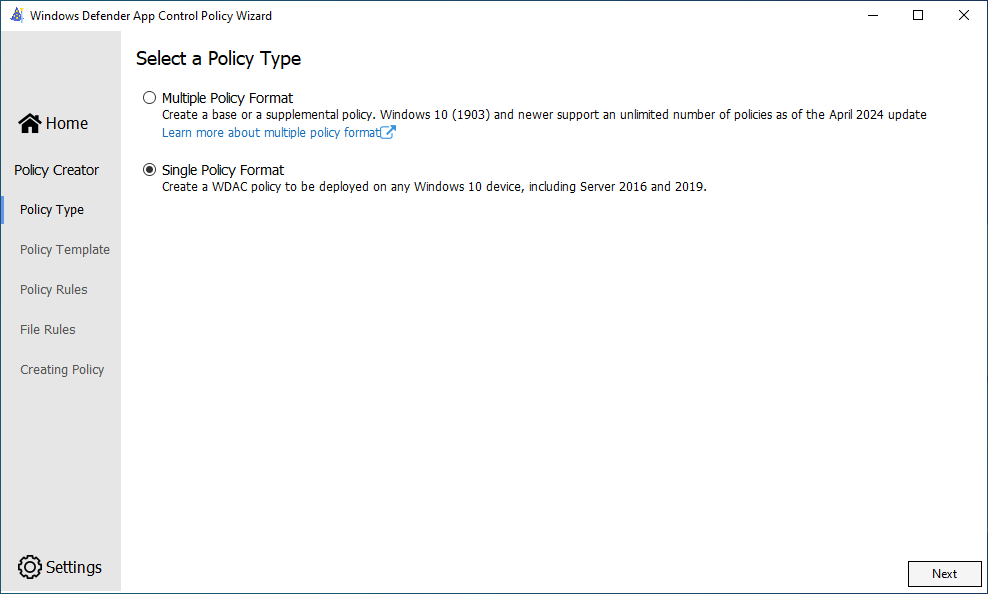 Windows Defender App Control Policy Wizard
Home
Policy Creator
Policy Type
Policy Template
Policy Rules
File Rules
Creating Policy
Settings
Select a Policy Type
Multiple Policy Format
Create a base or a supplemental policy. Windows 10 (1903) and newer support an unlimited number of policies as of the April 2024 update
Learn more about multiple policy format
Single Policy Format
Create a WDAC policy to be deployed on any Windows 10 device, including Server 2016 and 2019.
Next